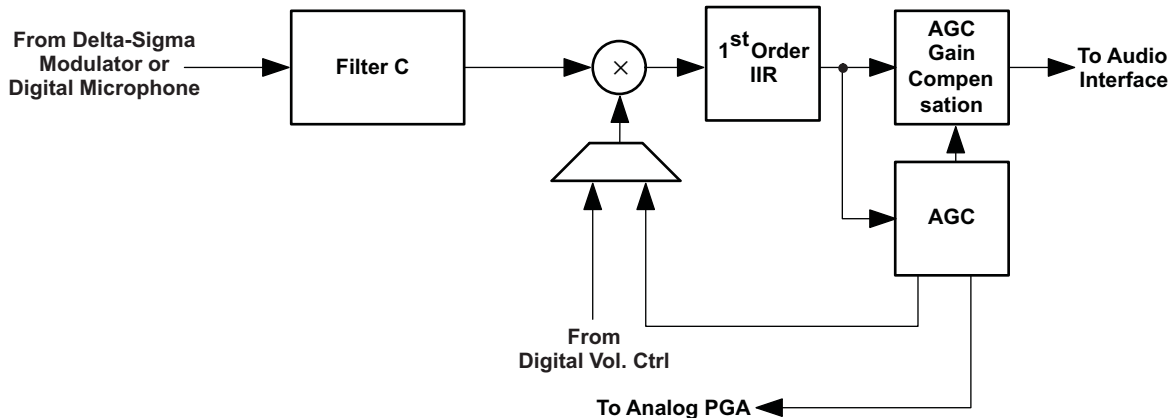 From Delta-Sigma
Modulator or
Digital Microphone
Filter C
×
1st Order
IIR
AGC
Gain
Compen
sation
To Audio
Interface
AGC
From
Digital Vol. Ctrl
To Analog PGA